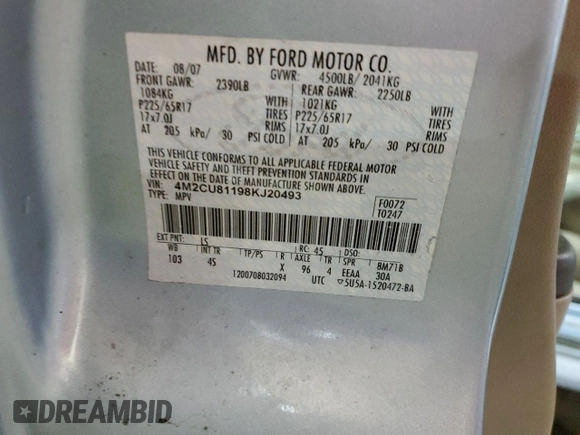 MFD. BY FORD MOTOR CO.
DATE: 08/07 GVWR: 4500LB/ 2041KG
FRONT GAWR: 2390LB REAR GAWR: 2250LB
1084KG 1021KG
P225/65R17 TIRES P225/65R17 TIRES
17x7.0J RIMS 17x7.0J RIMS
AT 205 kPa/ 30 PSI COLD AT 205 kPa/ 30 PSI COLD
THIS VEHICLE CONFORMS TO ALL APPLICABLE FEDERAL MOTOR
VEHICLE SAFETY AND THEFT PREVENTION STANDARDS IN
EFFECT ON THE DATE OF MANUFACTURE SHOWN ABOVE.
VIN: 4M2CU81198KJ20493 F0072
TYPE: MPV T0247
EXT PNT: LS RC: 45 DSO:
WB INT TR TP/PS R AXLE TR SPR BM71B
103 4S X 96 4 EEAA 30A
1200708032094 UTC ▽5U5A-1520472-BA
DREAMBID